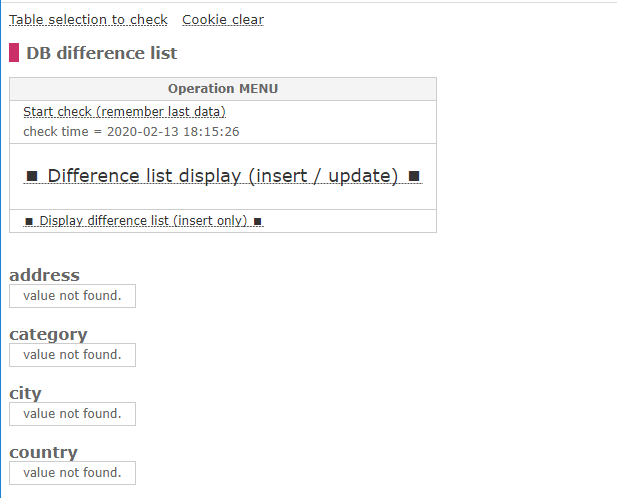 Table selection to check Cookie clear
DB difference list
Operation MENU
Start check (remember last data)
check time = 2020-02-13 18:15:26
■ Difference list display (insert / update) ■
■ Display difference list (insert only) ■
address
value not found.
category
value not found.
city
value not found.
country
value not found.